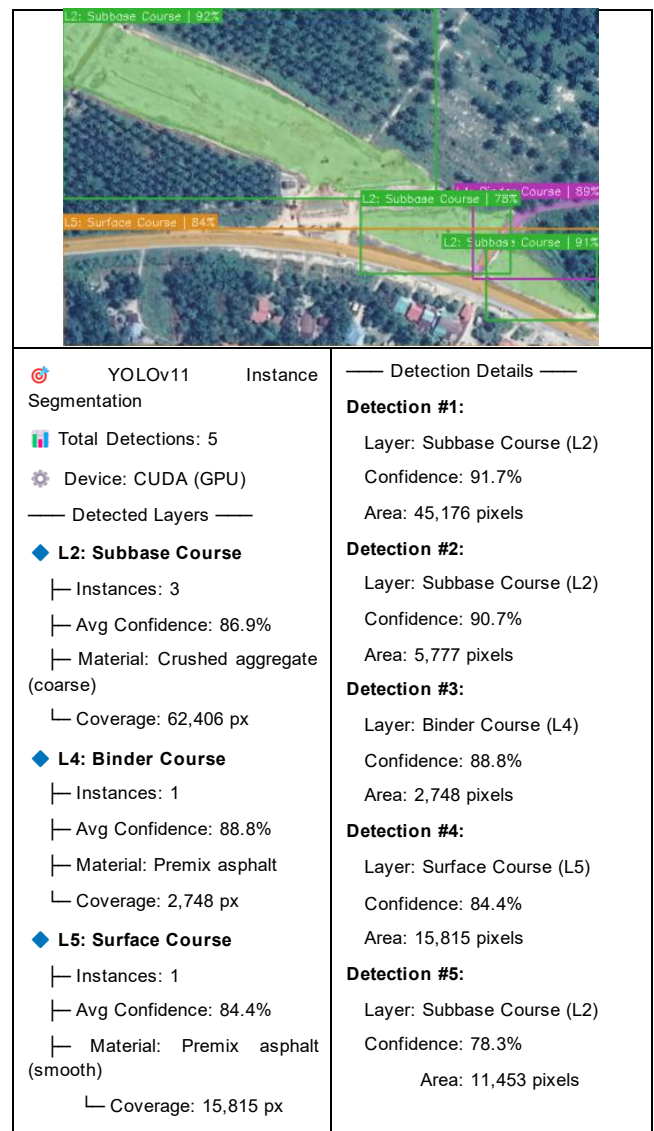 L2: Subbase Course | 92%
L4: Binder Course | 89%
L2: Subbase Course | 78%
L5: Surface Course | 84%
L2: Subbase Course | 91%
🎯 YOLOv11 Instance
Segmentation
📊 Total Detections: 5
⚙️ Device: CUDA (GPU)
─── Detected Layers ───
🔷 L2: Subbase Course
├─ Instances: 3
├─ Avg Confidence: 86.9%
├─ Material: Crushed aggregate
(coarse)
└─ Coverage: 62,406 px
🔷 L4: Binder Course
├─ Instances: 1
├─ Avg Confidence: 88.8%
├─ Material: Premix asphalt
└─ Coverage: 2,748 px
🔷 L5: Surface Course
├─ Instances: 1
├─ Avg Confidence: 84.4%
├─ Material: Premix asphalt
(smooth)
└─ Coverage: 15,815 px
─── Detection Details ───
Detection #1:
Layer: Subbase Course (L2)
Confidence: 91.7%
Area: 45,176 pixels
Detection #2:
Layer: Subbase Course (L2)
Confidence: 90.7%
Area: 5,777 pixels
Detection #3:
Layer: Binder Course (L4)
Confidence: 88.8%
Area: 2,748 pixels
Detection #4:
Layer: Surface Course (L5)
Confidence: 84.4%
Area: 15,815 pixels
Detection #5:
Layer: Subbase Course (L2)
Confidence: 78.3%
Area: 11,453 pixels